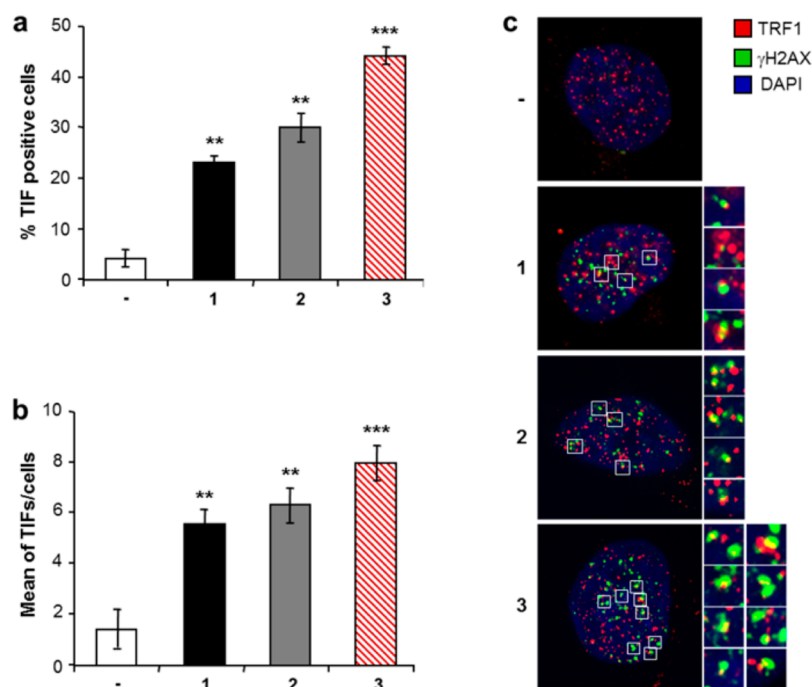 a
% TIF positive cells
50
40
30
20
10
0
**
**
***
- 1 2 3
b
Mean of TIFs/cells
10
8
6
4
2
0
**
**
***
- 1 2 3
c
TRF1
γH2AX
DAPI
-
1
2
3